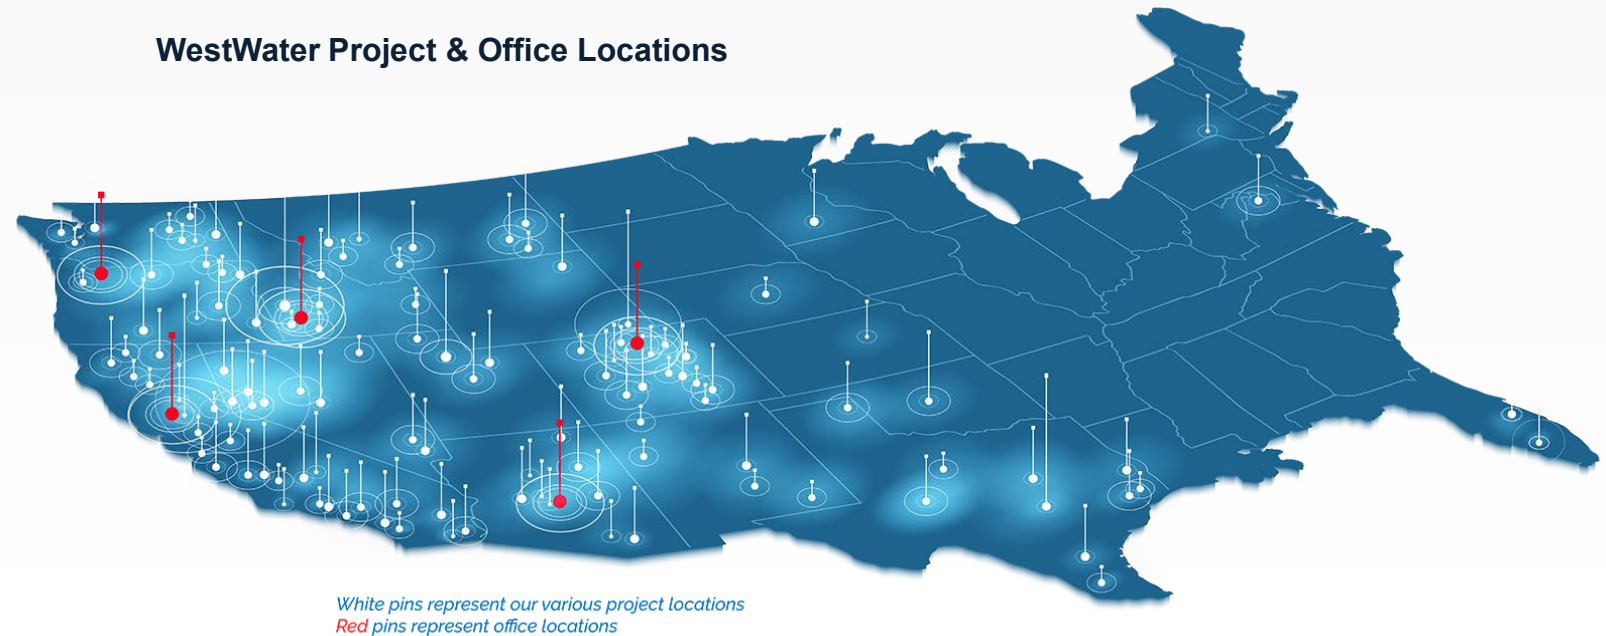 WestWater Project & Office Locations
White pins represent our various project locations
Red pins represent office locations